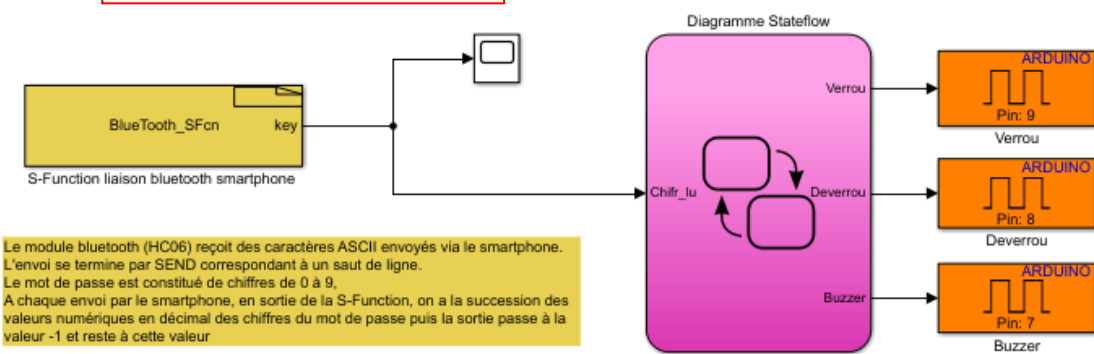 Diagramme Stateflow
BlueTooth_SFcn
key
S-Function liaison bluetooth smartphone
Chifr_lu
Verrou
Deverrou
Buzzer
ARDUINO
Pin: 9
Verrou
ARDUINO
Pin: 8
Deverrou
ARDUINO
Pin: 7
Buzzer
Le module bluetooth (HC06) reçoit des caractères ASCII envoyés via le smartphone.
L'envoi se termine par SEND correspondant à un saut de ligne.
Le mot de passe est constitué de chiffres de 0 à 9,
A chaque envoi par le smartphone, en sortie de la S-Function, on a la succession des
valeurs numériques en décimal des chiffres du mot de passe puis la sortie passe à la
valeur -1 et reste à cette valeur